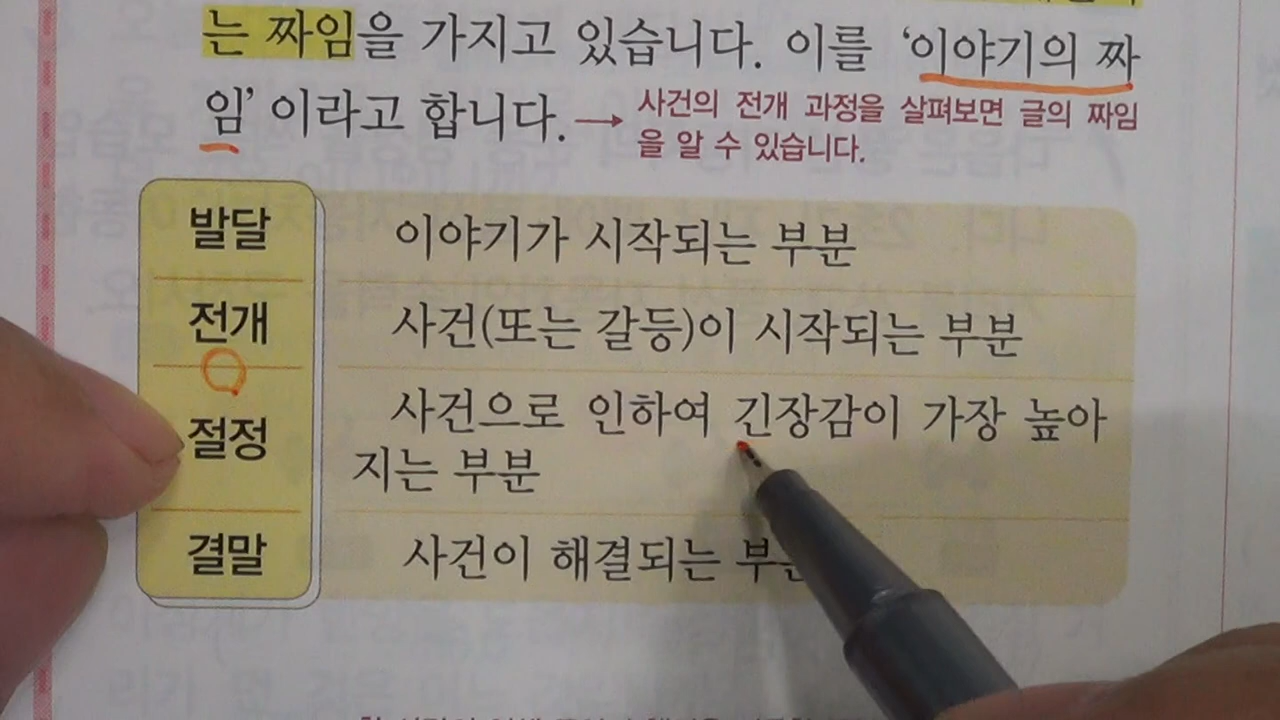 는 짜임을 가지고 있습니다. 이를 ‘이야기의 짜
임’ 이라고 합니다. → 사건의 전개 과정을 살펴보면 글의 짜임
을 알 수 있습니다.
발달 이야기가 시작되는 부분
전개 사건(또는 갈등)이 시작되는 부분
절정 사건으로 인하여 긴장감이 가장 높아
지는 부분
결말 사건이 해결되는